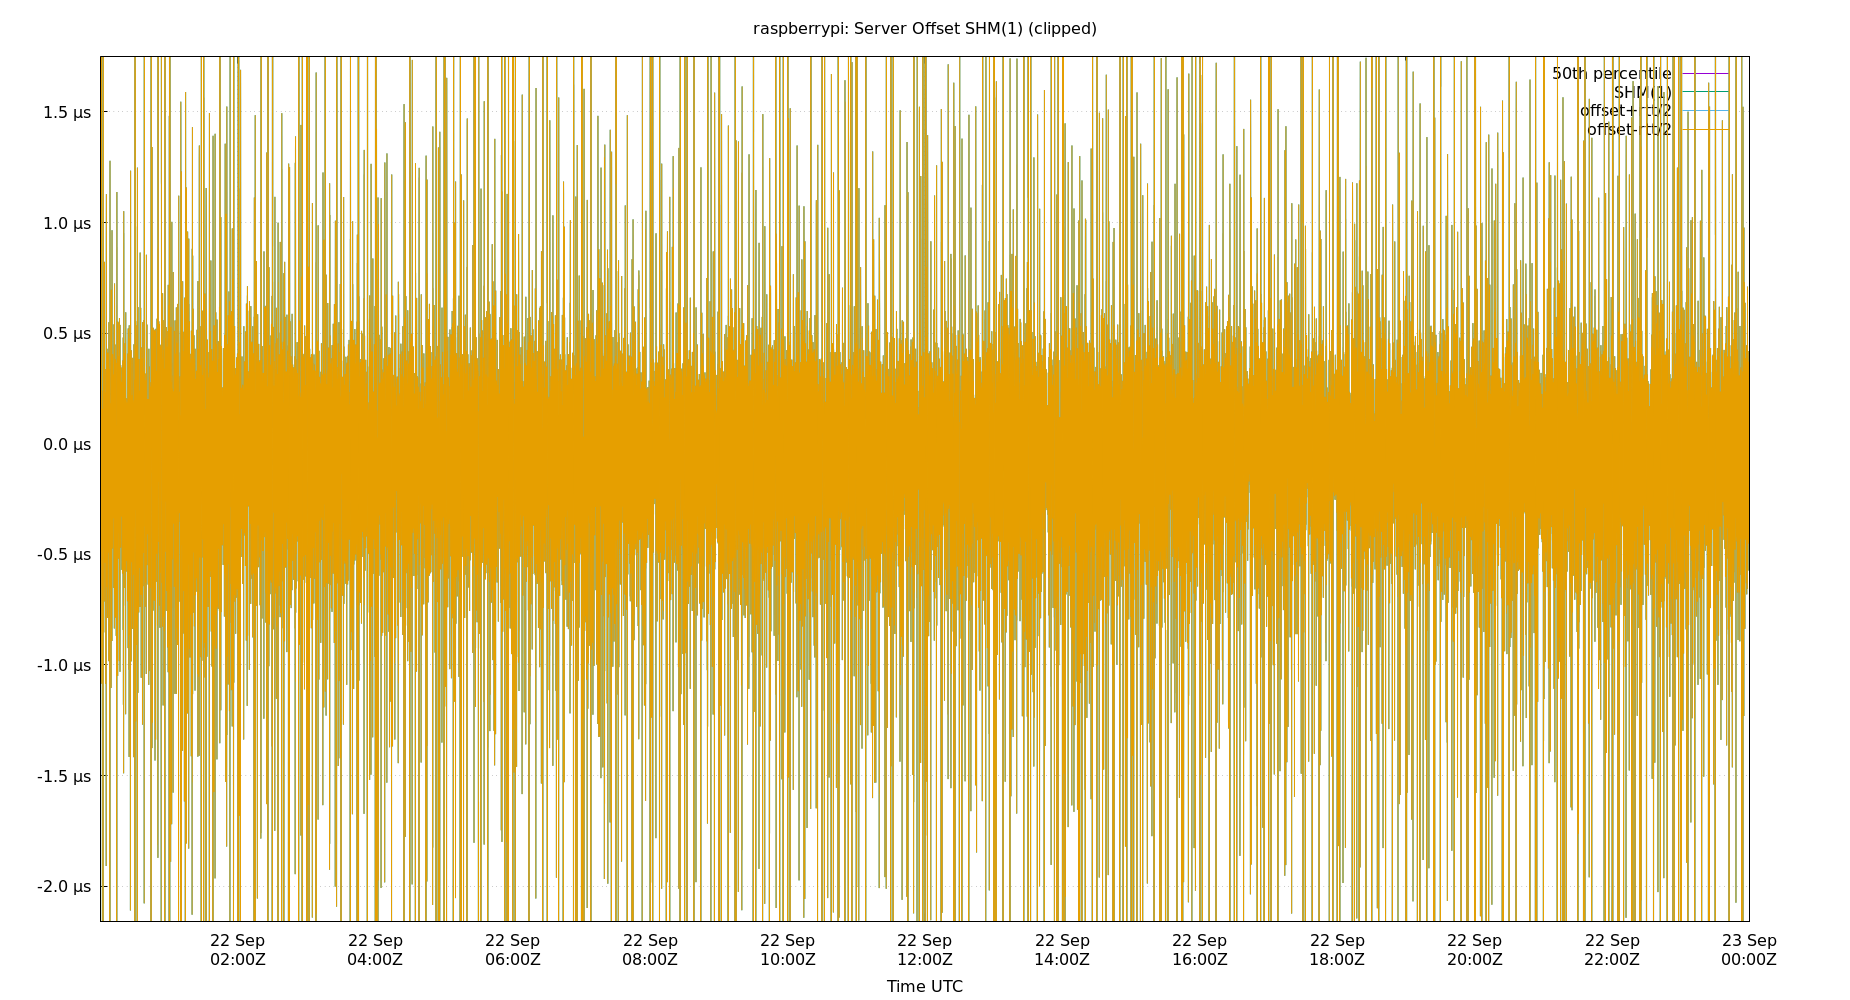 raspberrypi: Server Offset SHM(1) (clipped)
50th percentile
SHM(1)
offset+rtt/2
offset-rtt/2
1.5 µs
1.0 µs
0.5 µs
0.0 µs
-0.5 µs
-1.0 µs
-1.5 µs
-2.0 µs
22 Sep 22 Sep 22 Sep 22 Sep 22 Sep 22 Sep 22 Sep 22 Sep 22 Sep 22 Sep 22 Sep 23 Sep
02:00Z 04:00Z 06:00Z 08:00Z 10:00Z 12:00Z 14:00Z 16:00Z 18:00Z 20:00Z 22:00Z 00:00Z
Time UTC